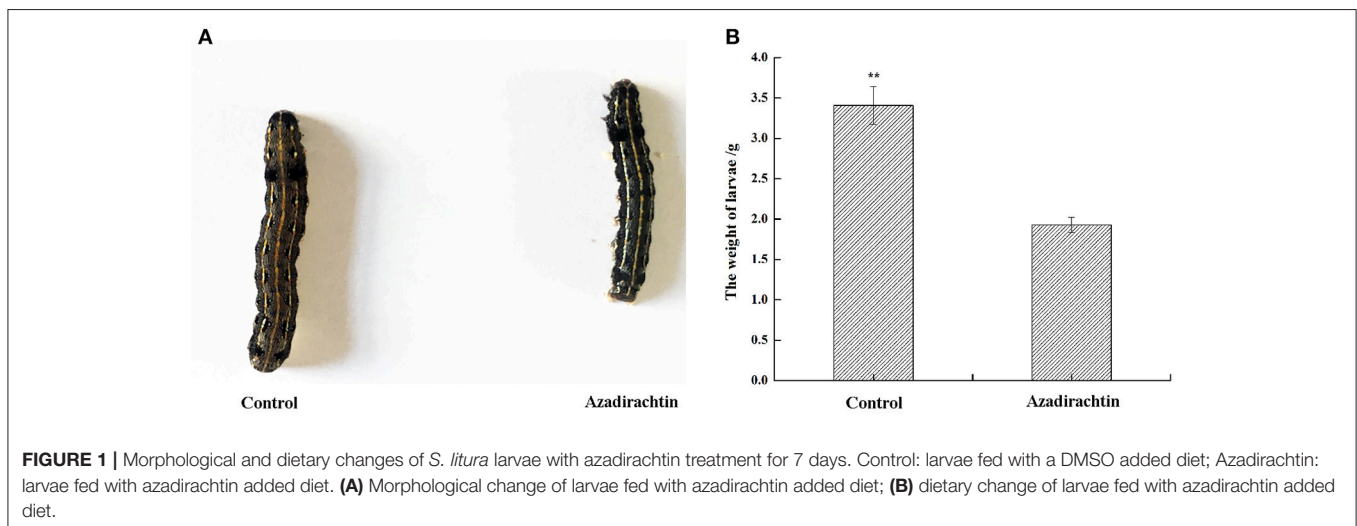 A
B
4.0
**
3.5
3.0
2.5
2.0
1.5
1.0
0.5
0.0
The weight of larvae /g
Control
Azadirachtin
Control
Azadirachtin
FIGURE 1 | Morphological and dietary changes of S. litura larvae with azadirachtin treatment for 7 days. Control: larvae fed with a DMSO added diet; Azadirachtin:
larvae fed with azadirachtin added diet. (A) Morphological change of larvae fed with azadirachtin added diet; (B) dietary change of larvae fed with azadirachtin added
diet.